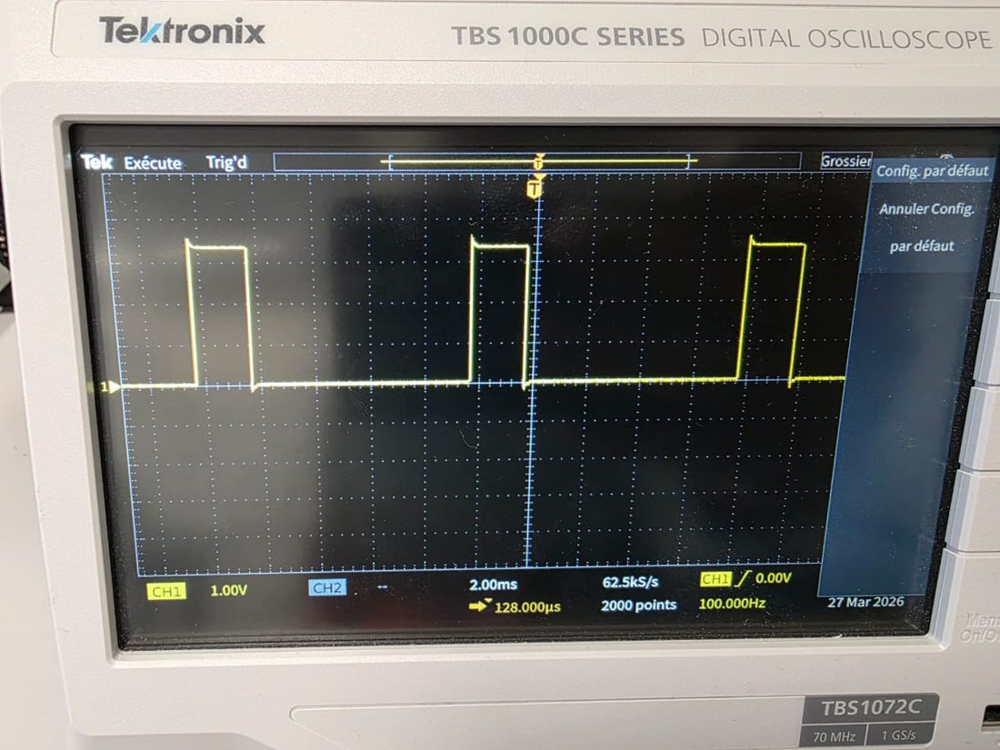 Tektronix TBS 1000C SERIES DIGITAL OSCILLOSCOPE
Tek Exécute Trig'd T Grossier
Config. par défaut
T
Annuler Config.
par défaut
1
CH1 1.00V CH2 -- 2.00ms 62.5kS/s CH1 0.00V
128.000µs 2000 points 100.000Hz 27 Mar 2026
On/
TBS1072C
70 MHz 1 GS/s